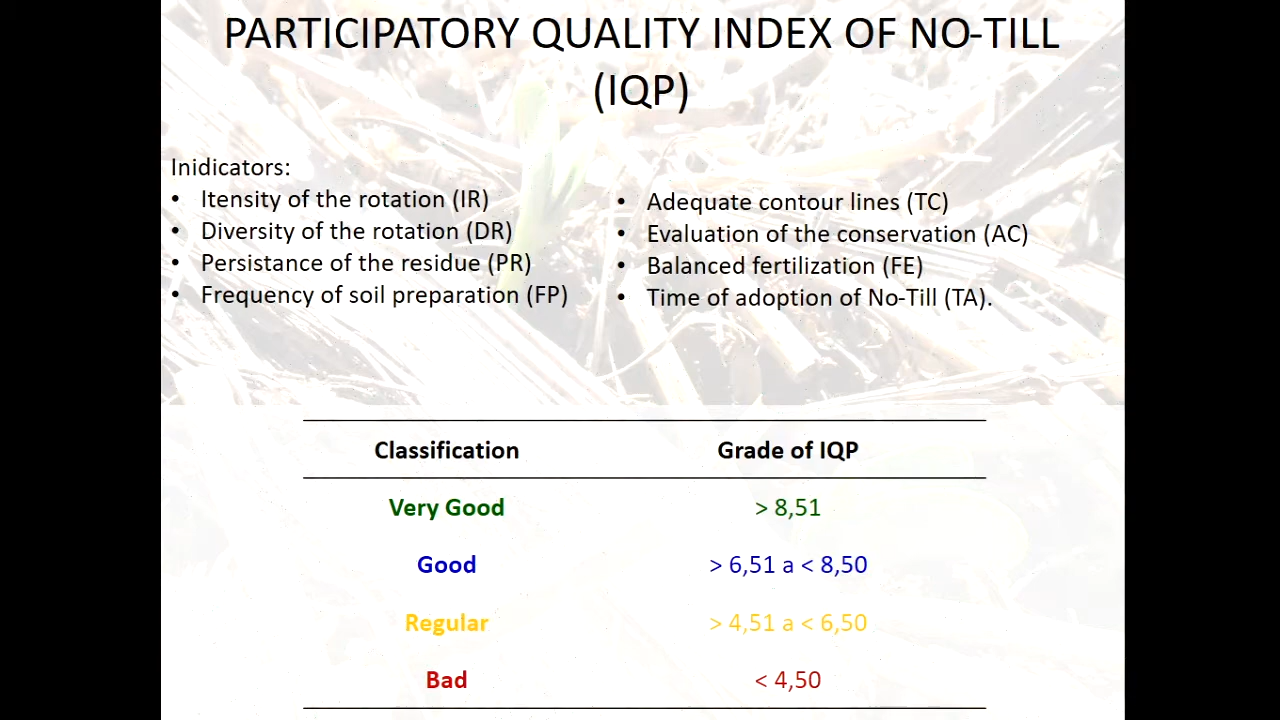 PARTICIPATORY QUALITY INDEX OF NO-TILL
(IQP)
Inidicators:
• Itensity of the rotation (IR)
• Diversity of the rotation (DR)
• Persistance of the residue (PR)
• Frequency of soil preparation (FP)
• Adequate contour lines (TC)
• Evaluation of the conservation (AC)
• Balanced fertilization (FE)
• Time of adoption of No-Till (TA).
Classification Grade of IQP
Very Good > 8,51
Good > 6,51 a < 8,50
Regular > 4,51 a < 6,50
Bad < 4,50